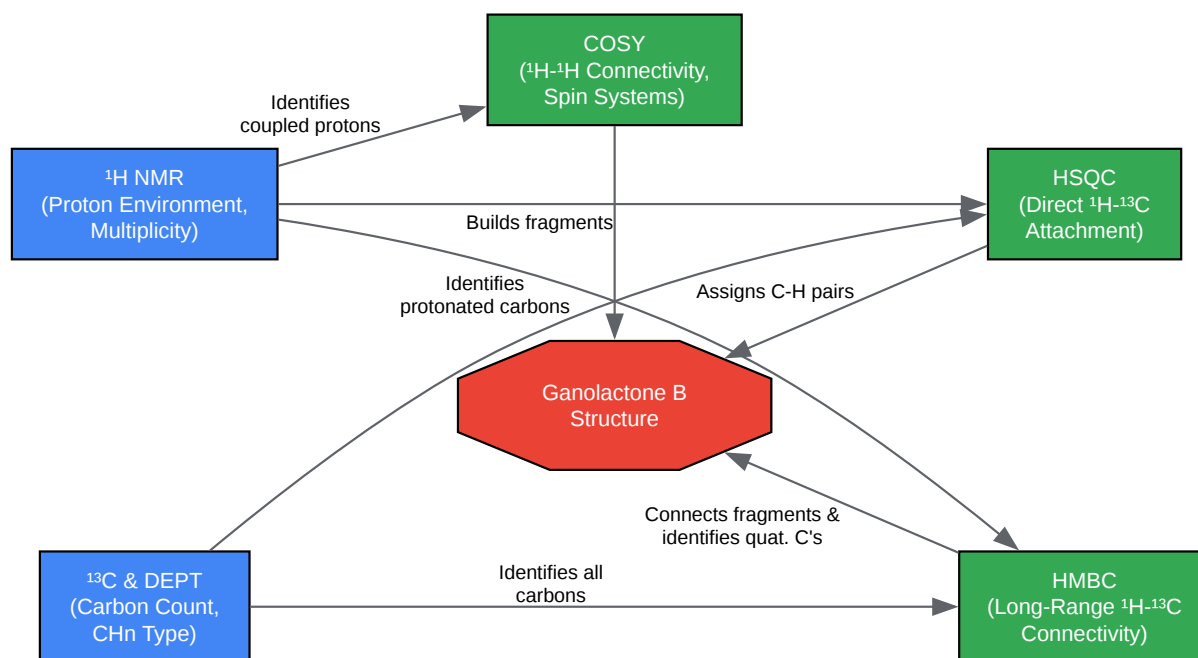 COSY
(¹H-¹H Connectivity,
Spin Systems)
Identifies
coupled protons
¹H NMR
(Proton Environment,
Multiplicity)
HSQC
(Direct ¹H-¹³C
Attachment)
Builds fragments
Identifies
protonated carbons
Assigns C-H pairs
Ganolactone B
Structure
Connects fragments &
identifies quat. C's
¹³C & DEPT
(Carbon Count,
CHn Type)
Identifies all
carbons
HMBC
(Long-Range ¹H-¹³C
Connectivity)